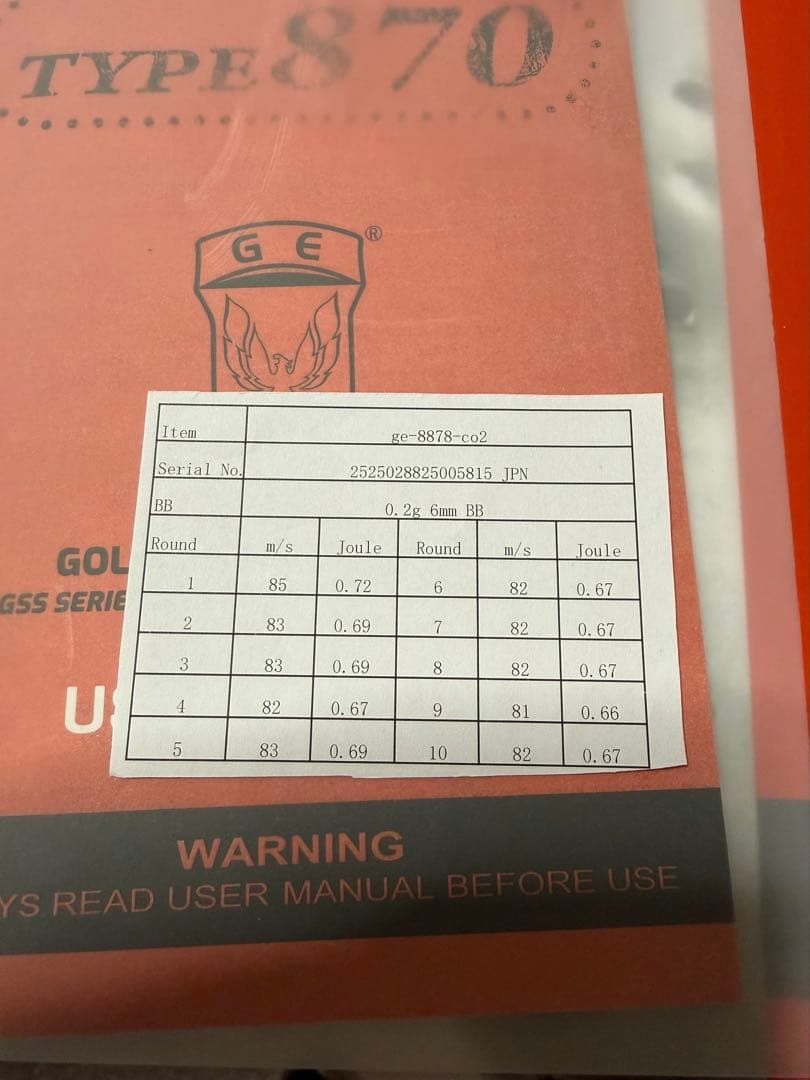 TYPE 870
G E ®
Item ge-8878-co2
Serial No. 2525028825005815 JPN
BB 0.2g 6mm BB
Round m/s Joule Round m/s Joule
1 85 0.72 6 82 0.67
2 83 0.69 7 82 0.67
3 83 0.69 8 82 0.67
4 82 0.67 9 81 0.66
5 83 0.69 10 82 0.67
GOL
GSS SERIE
US
WARNING
YS READ USER MANUAL BEFORE USE